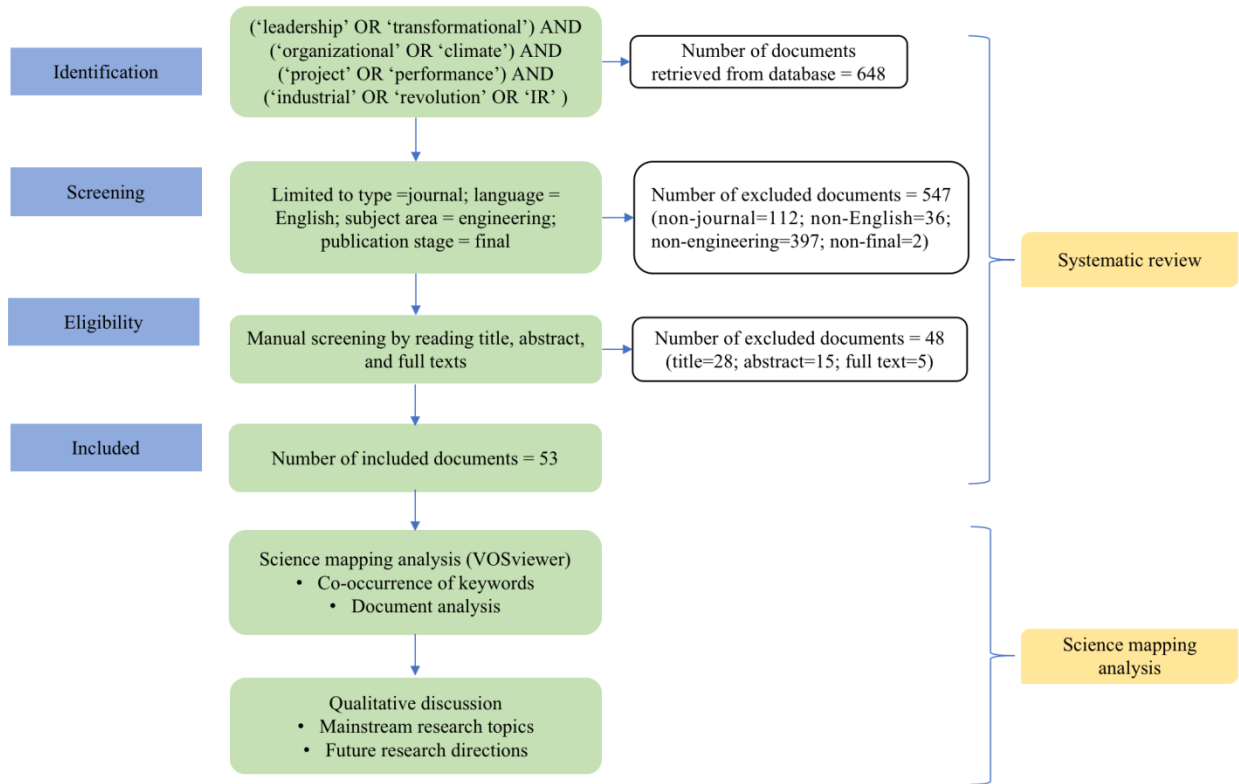 Identification
(‘leadership’ OR ‘transformational’) AND
(‘organizational’ OR ‘climate’) AND
(‘project’ OR ‘performance’) AND
(‘industrial’ OR ‘revolution’ OR ‘IR’ )
Number of documents
retrieved from database = 648
Screening
Limited to type =journal; language =
English; subject area = engineering;
publication stage = final
Number of excluded documents = 547
(non-journal=112; non-English=36;
non-engineering=397; non-final=2)
Systematic review
Eligibility
Manual screening by reading title, abstract,
and full texts
Number of excluded documents = 48
(title=28; abstract=15; full text=5)
Included
Number of included documents = 53
Science mapping analysis (VOSviewer)
• Co-occurrence of keywords
• Document analysis
Science mapping
analysis
Qualitative discussion
• Mainstream research topics
• Future research directions